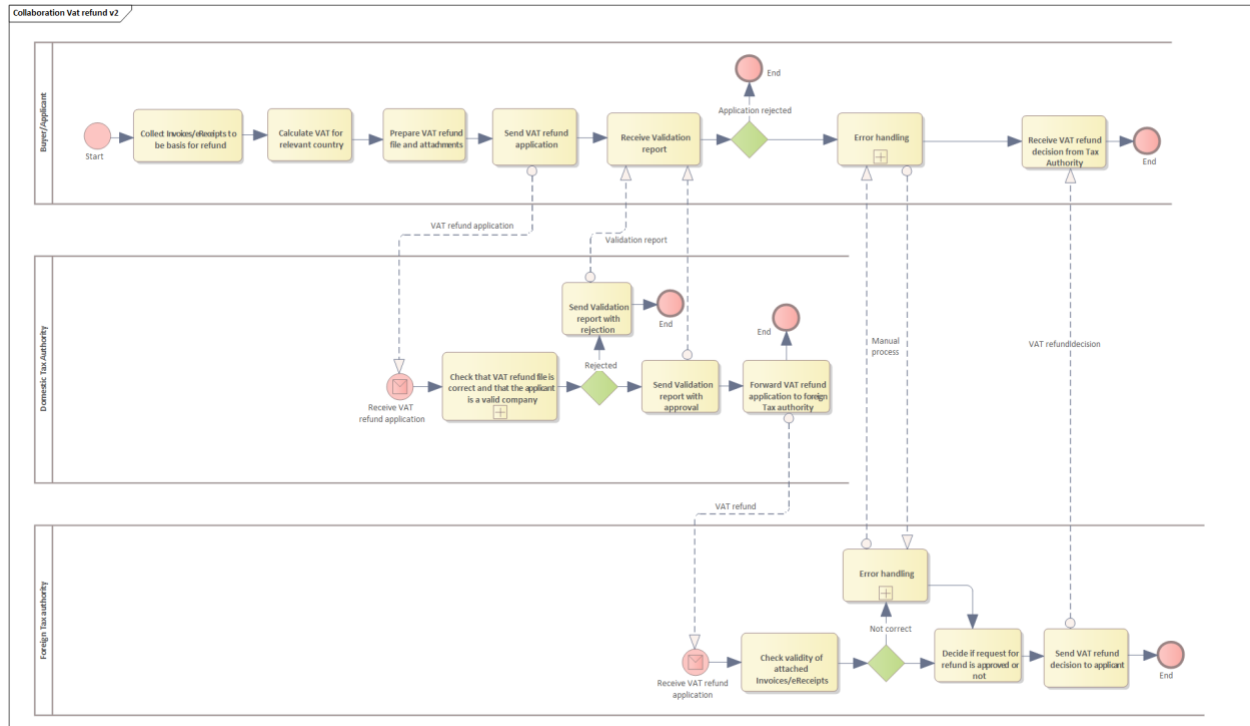 Collaboration Vat refund v2
Buyer/Applicant
Start
Collect Invoices/eReceipts to
be basis for refund
Calculate VAT for
relevant country
Prepare VAT refund
file and attachments
Send VAT refund
application
Receive Validation
report
End
Application rejected
Error handling
Receive VAT refund
decision from Tax
Authority
End
VAT refund application
Validation report
Domestic Tax Authority
Send Validation
report with
rejection
End
End
Rejected
Receive VAT
refund application
Check that VAT refund file is
correct and that the applicant
is a valid company
Send Validation
report with
approval
Forward VAT refund
application to foreign
Tax authority
Manual
process
VAT refund decision
VAT refund
Foreign Tax authority
Error handling
Not correct
Receive VAT refund
application
Check validity of
attached
Invoices/eReceipts
Decide if request for
refund is approved or
not
Send VAT refund
decision to applicant
End